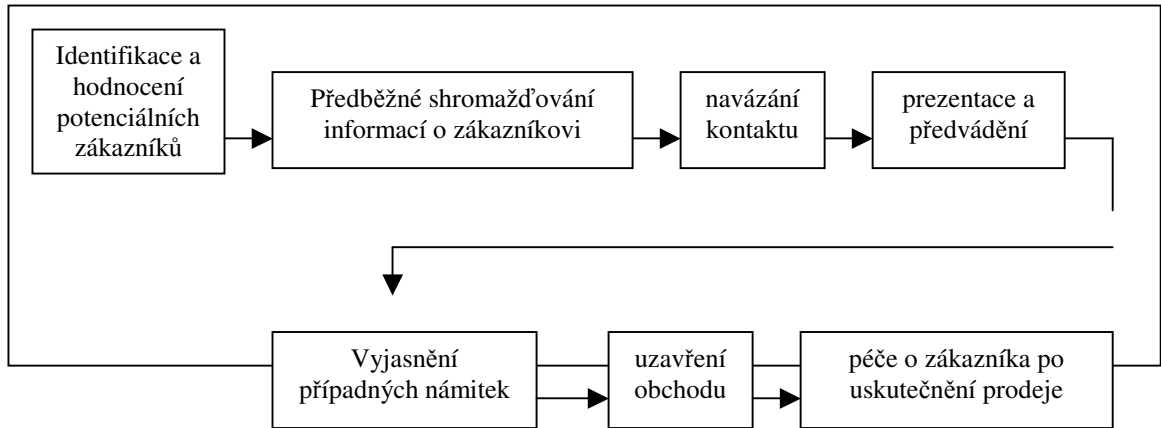 Identifikace a
hodnocení
potenciálních
zákazníků
Předběžné shromažďování
informací o zákazníkovi
navázání
kontaktu
prezentace a
předvádění
Vyjasnění
případných námitek
uzavření
obchodu
péče o zákazníka po
uskutečnění prodeje